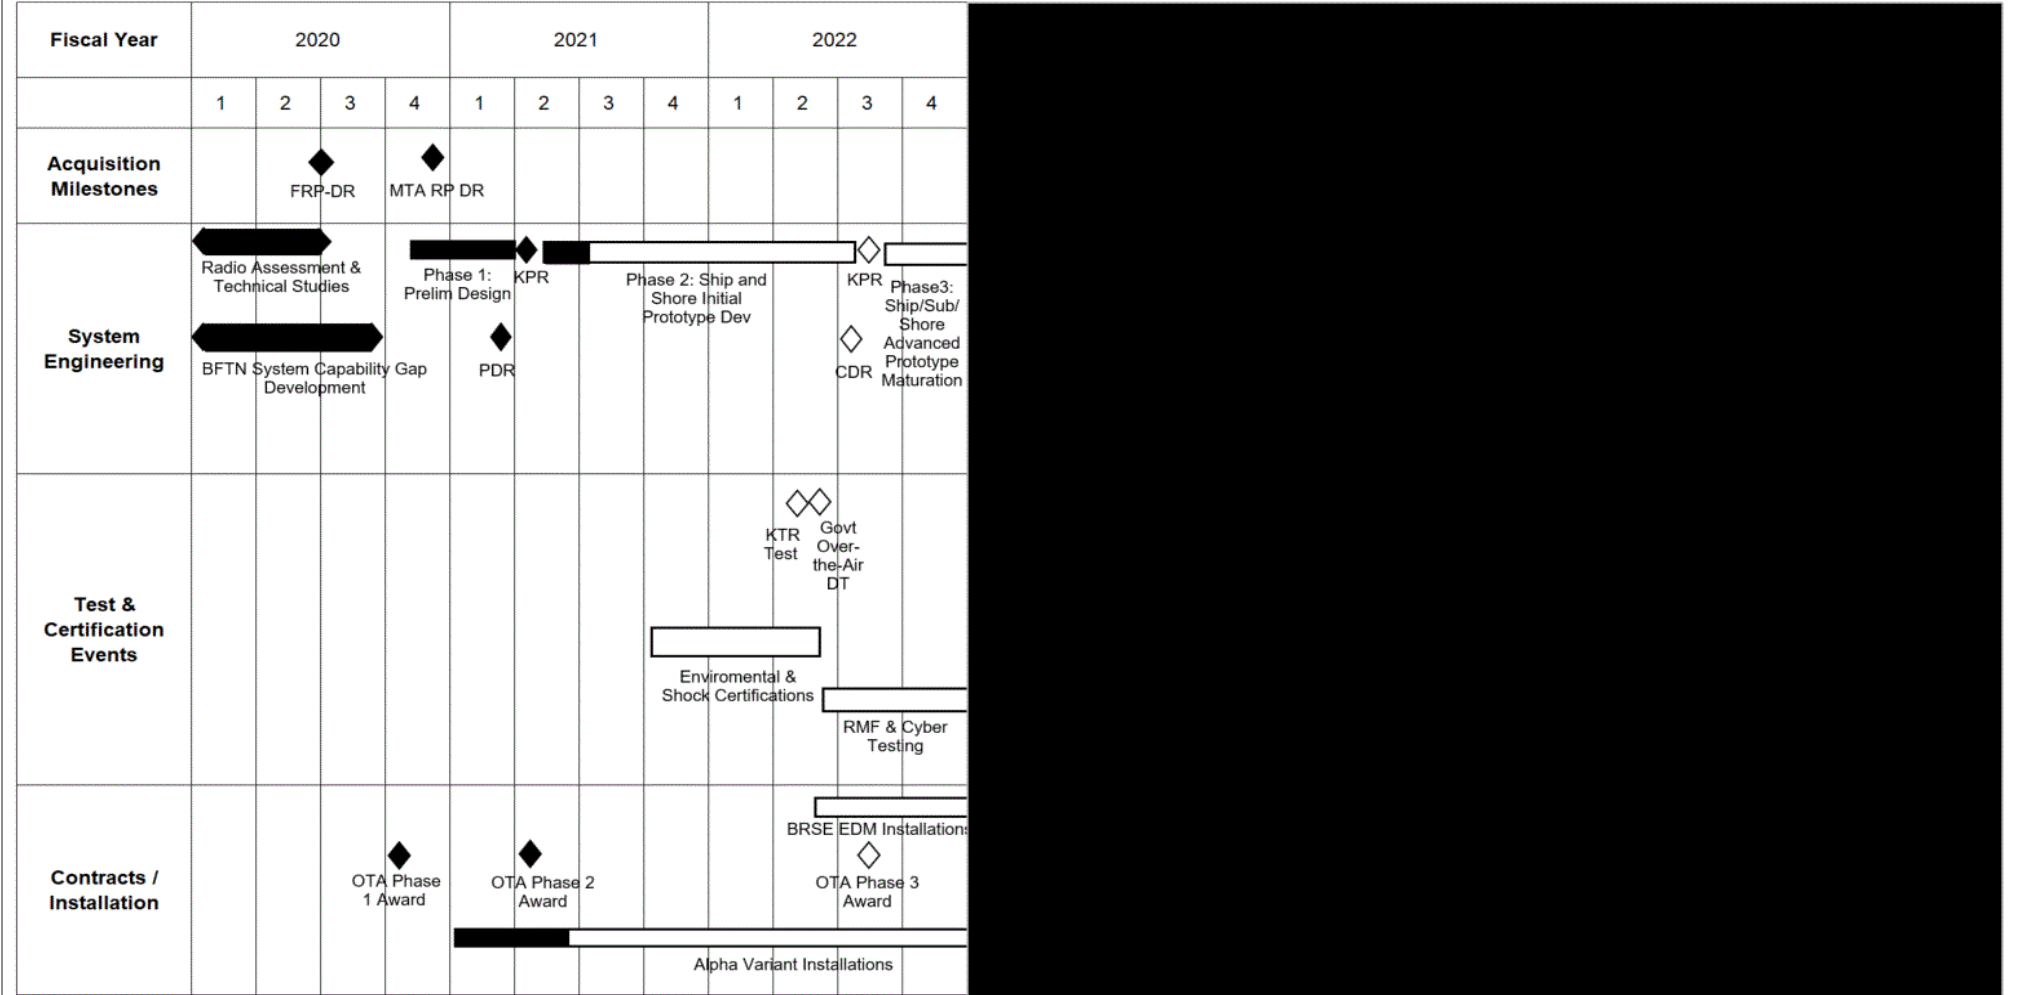 Fiscal Year 2020 2021 2022
1 2 3 4 1 2 3 4 1 2 3 4
Acquisition
Milestones
FRP-DR
MTA RP DR
System
Engineering
Radio Assessment &
Technical Studies
Phase 1:
Prelim Design
KPR
Phase 2: Ship and
Shore Initial
Prototype Dev
KPR
Phase3:
Ship/Sub/
Shore
Advanced
Prototype
Maturation
BFTN System Capability Gap
Development
PDR
CDR
Test &
Certification
Events
KTR
Test
Govt
Over-
the-Air
DT
Enviromental &
Shock Certifications
RMF & Cyber
Testing
Contracts /
Installation
BRSE EDM Installations
OTA Phase
1 Award
OTA Phase 2
Award
OTA Phase 3
Award
Alpha Variant Installations